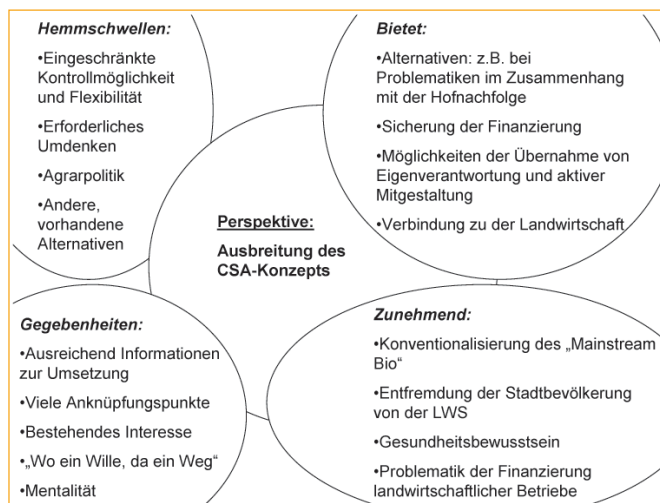 Hemmschwellen:
•Eingeschränkte
Kontrollmöglichkeit
und Flexibilität
•Erforderliches
Umdenken
•Agrarpolitik
•Andere,
vorhandene
Alternativen
Bietet:
•Alternativen: z.B. bei
Problematiken im Zusammenhang
mit der Hofnachfolge
•Sicherung der Finanzierung
•Möglichkeiten der Übernahme von
Eigenverantwortung und aktiver
Mitgestaltung
•Verbindung zu der Landwirtschaft
Perspektive:
Ausbreitung des
CSA-Konzepts
Gegebenheiten:
•Ausreichend Informationen
zur Umsetzung
•Viele Anknüpfungspunkte
•Bestehendes Interesse
•„Wo ein Wille, da ein Weg“
•Mentalität
Zunehmend:
•Konventionalisierung des „Mainstream
Bio“
•Entfremdung der Stadtbevölkerung
von der LWS
•Gesundheitsbewusstsein
•Problematik der Finanzierung
landwirtschaftlicher Betriebe